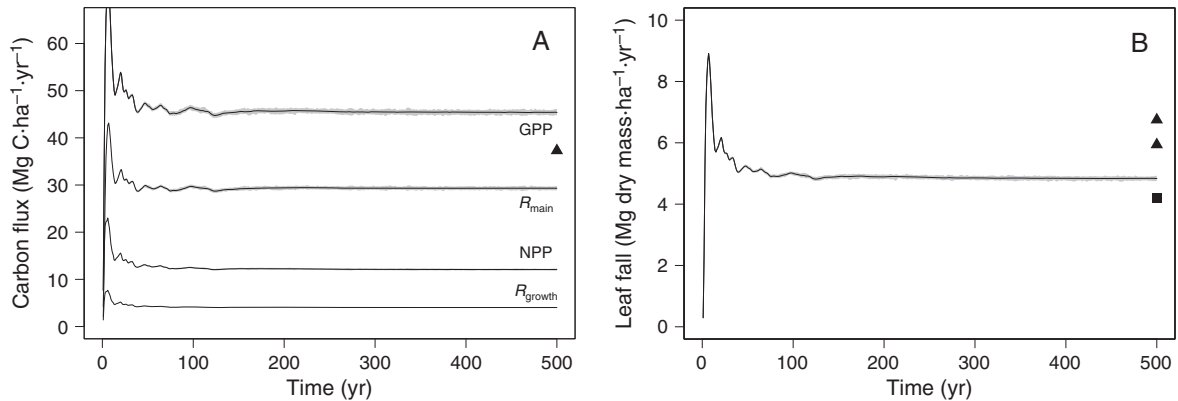 A
Carbon flux (Mg C·ha⁻¹·yr⁻¹)
60
50
40
30
20
10
0
GPP
R_main
NPP
R_growth
0
100
200
300
400
500
Time (yr)
B
Leaf fall (Mg dry mass·ha⁻¹·yr⁻¹)
10
8
6
4
2
0
0
100
200
300
400
500
Time (yr)